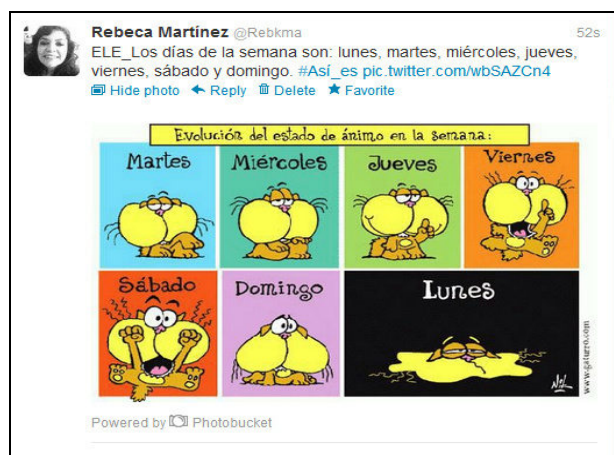 Rebeca Martínez @Rebkma 52s
ELE_Los días de la semana son: lunes, martes, miércoles, jueves,
viernes, sábado y domingo. #Así_es pic.twitter.com/wbSAZCn4
Hide photo Reply Delete Favorite
Evolución del estado de ánimo en la semana:
Martes
Miércoles
Jueves
Viernes
Sábado
Domingo
Lunes
Nik
www.gaturro.com
Powered by Photobucket